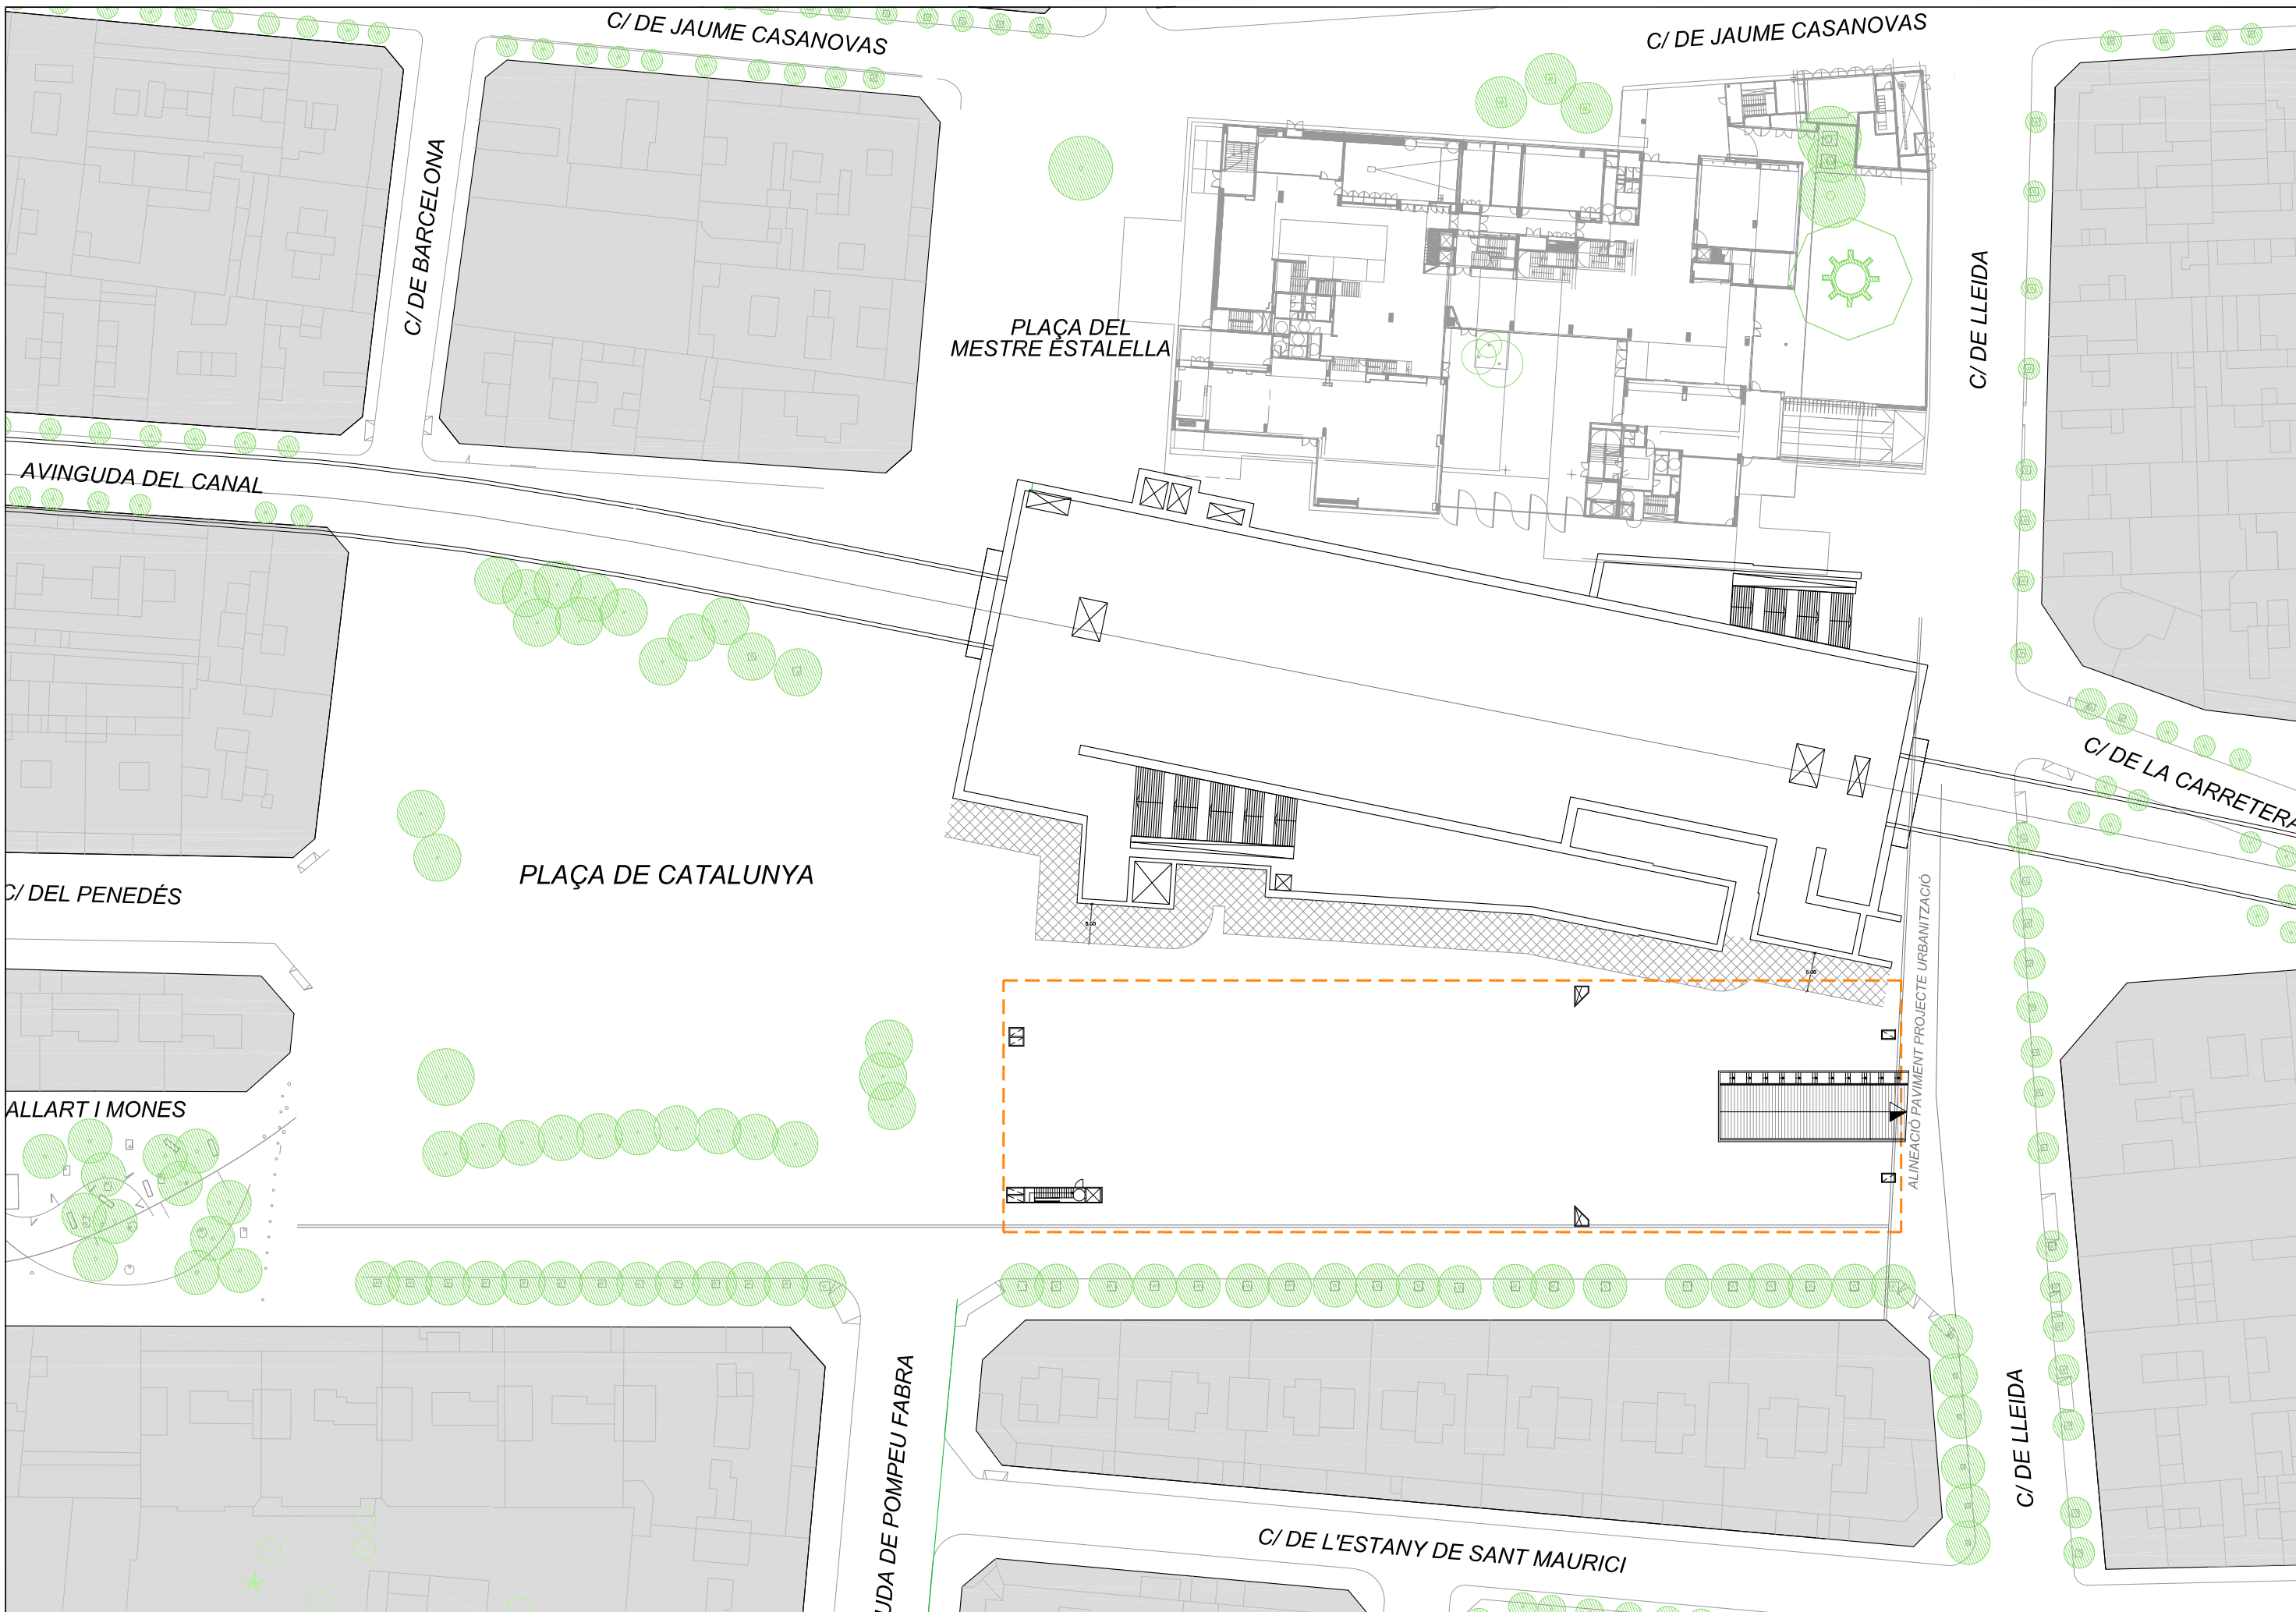 C/ DE JAUME CASANOVAS
C/ DE JAUME CASANOVAS
C/ DE BARCELONA
C/ DE LLEIDA
PLAÇA DEL
MESTRE ESTALELLA
AVINGUDA DEL CANAL
C/ DE LA CARRETERA
PLAÇA DE CATALUNYA
C/ DEL PENEDÉS
ALINEACIÓ PAVIMENT PROJECTE URBANITZACIÓ
ALLART I MONES
UDA DE POMPEU FABRA
C/ DE LLEIDA
C/ DE L'ESTANY DE SANT MAURICI